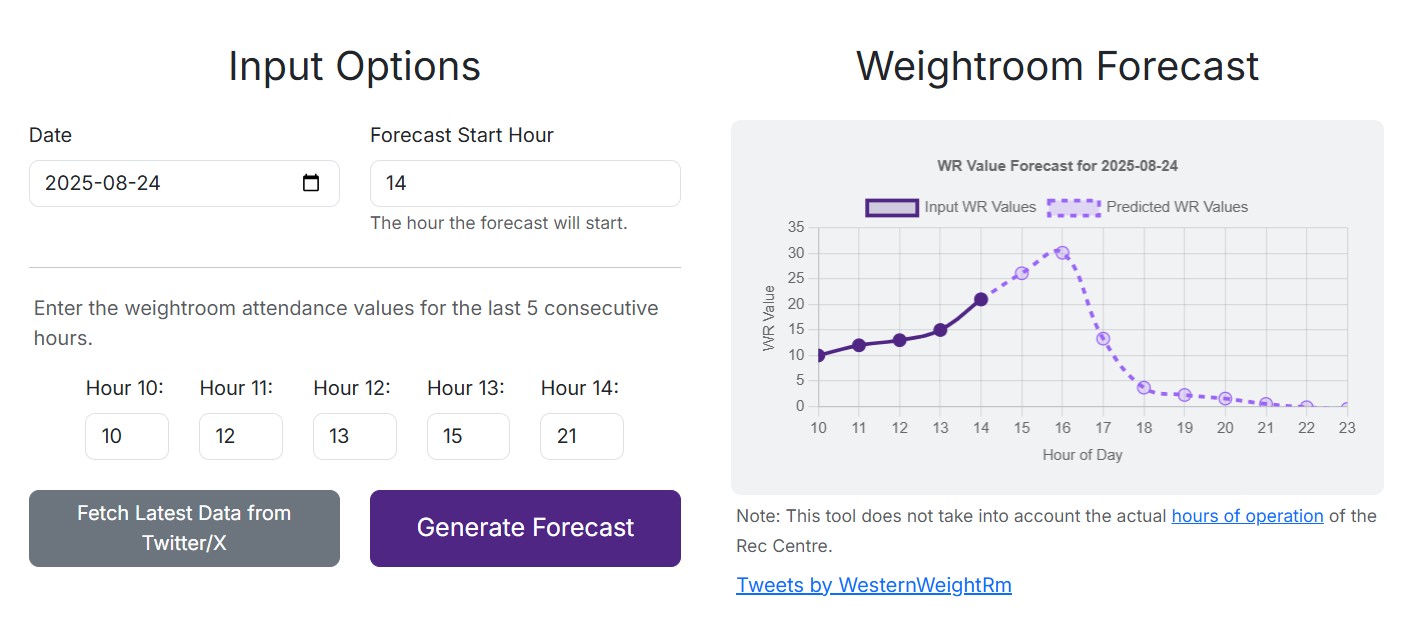 Input Options
Date
Forecast Start Hour
2025-08-24
14
The hour the forecast will start.
Enter the weightroom attendance values for the last 5 consecutive
hours.
Hour 10: Hour 11: Hour 12: Hour 13: Hour 14:
10 12 13 15 21
Fetch Latest Data from
Twitter/X
Generate Forecast
Weightroom Forecast
WR Value Forecast for 2025-08-24
Input WR Values Predicted WR Values
WR Value
35
30
25
20
15
10
5
0
10 11 12 13 14 15 16 17 18 19 20 21 22 23
Hour of Day
Note: This tool does not take into account the actual hours of operation of the
Rec Centre.
Tweets by WesternWeightRm